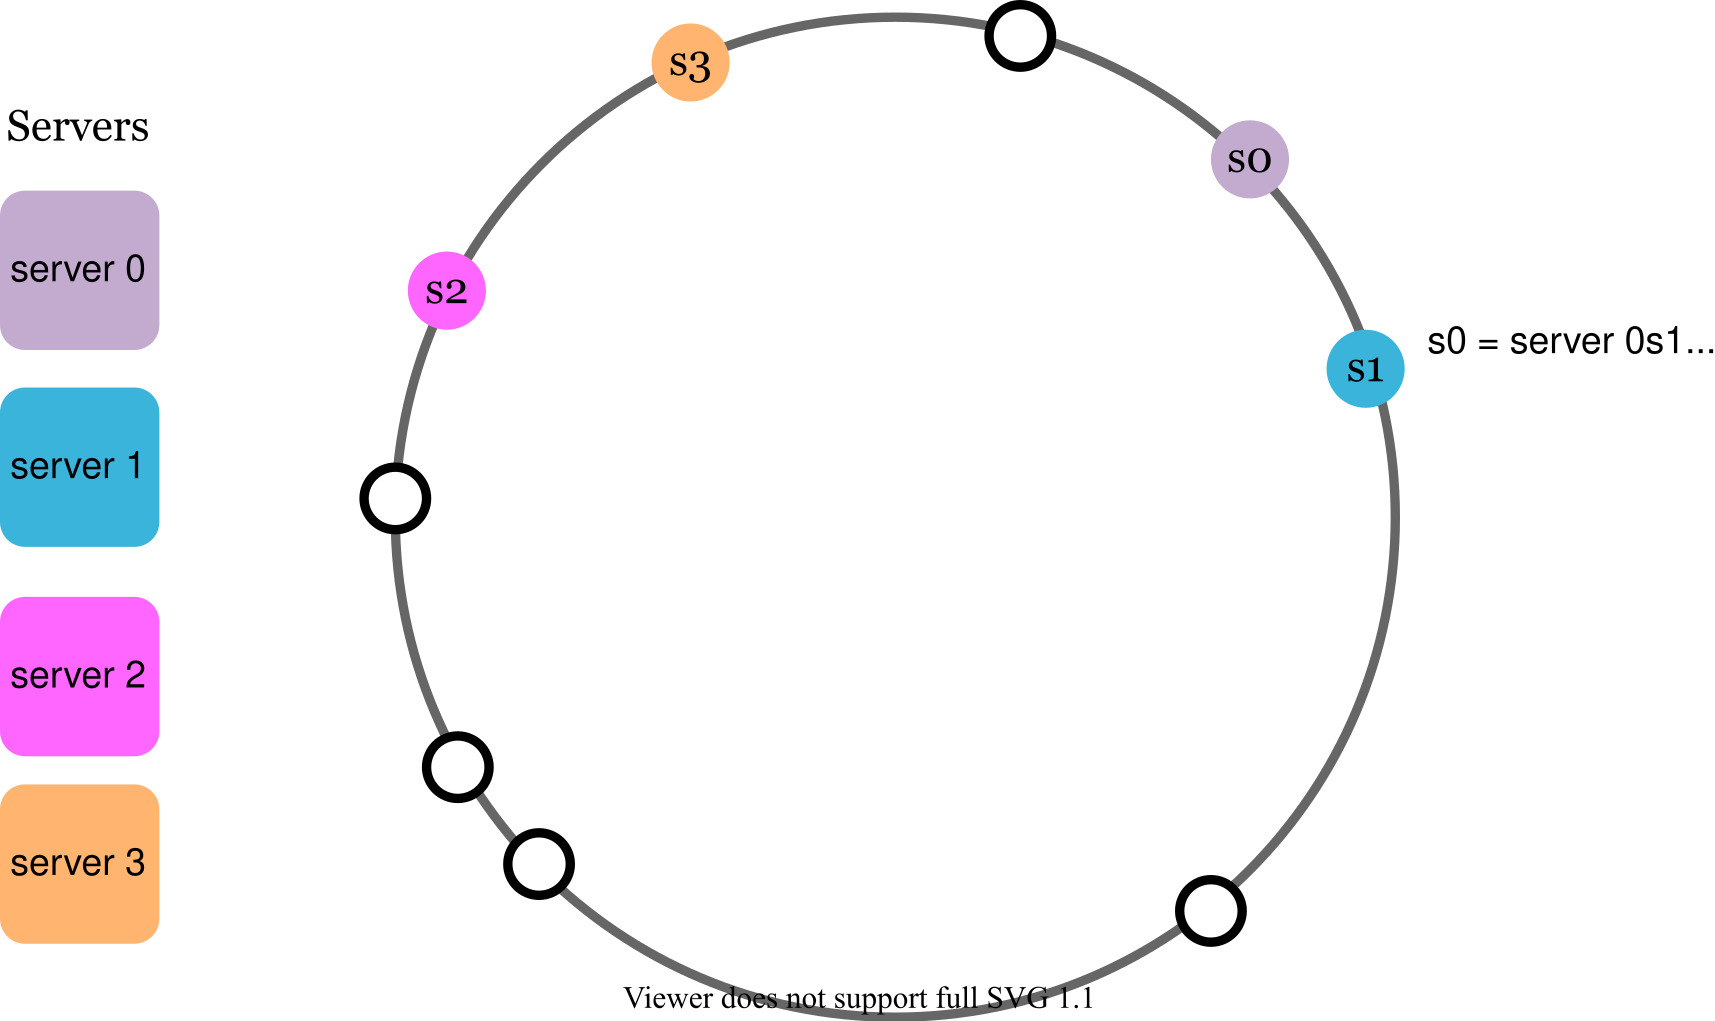 Servers
server 0
server 1
server 2
server 3
s3
s0
s2
s1
s0 = server 0s1...
Viewer does not support full SVG 1.1